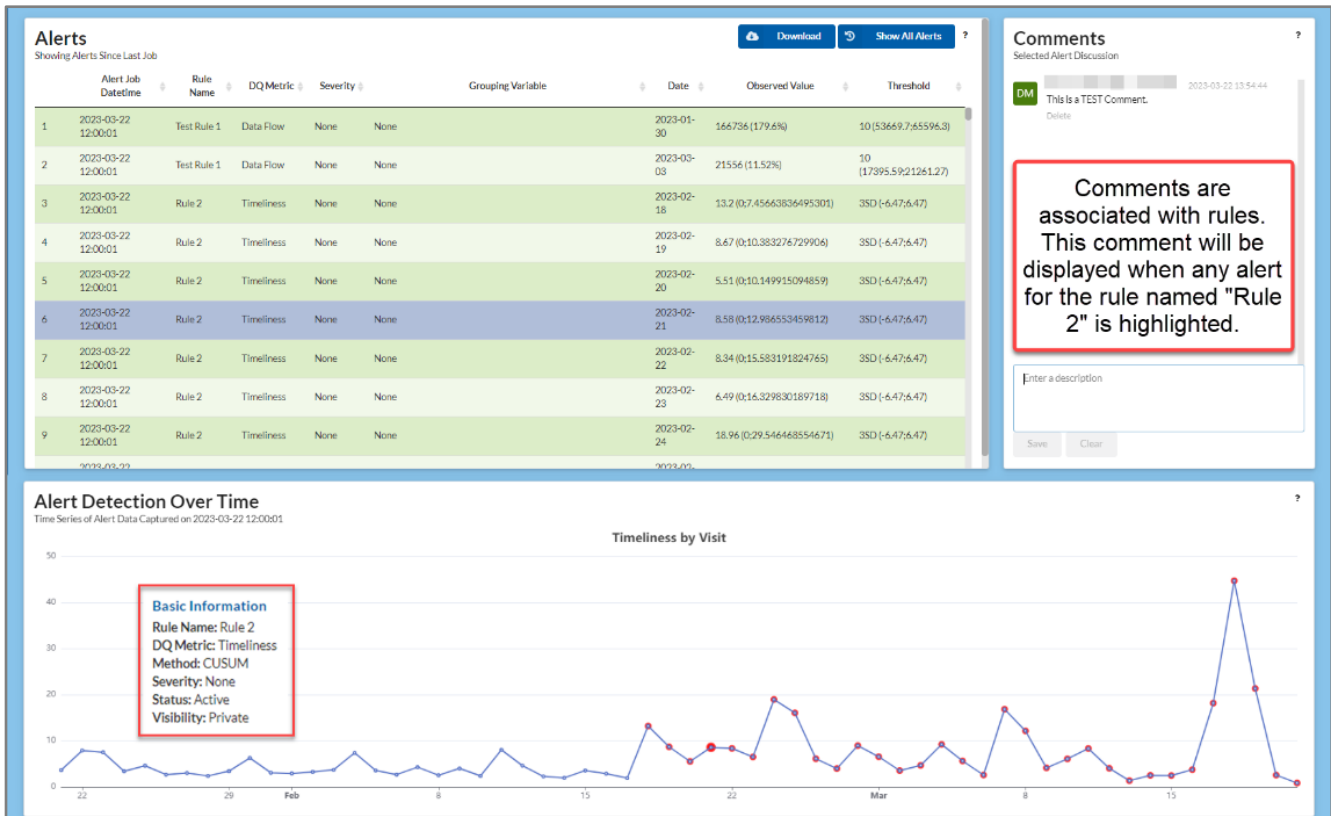 Alerts
Showing Alerts Since Last Job
Download
Show All Alerts
?
Alert Job Datetime Rule Name DQ Metric Severity Grouping Variable Date Observed Value Threshold
1 2023-03-22 12:00:01 Test Rule 1 Data Flow None None 2023-01-30 166736 (179.6%) 10 (53669.7;65596.3)
2 2023-03-22 12:00:01 Test Rule 1 Data Flow None None 2023-03-03 21556 (11.52%) 10 (17395.59;21261.27)
3 2023-03-22 12:00:01 Rule 2 Timeliness None None 2023-02-18 13.2 (0;7.45663836495301) 3SD (-6.47;6.47)
4 2023-03-22 12:00:01 Rule 2 Timeliness None None 2023-02-19 8.67 (0;10.383276729906) 3SD (-6.47;6.47)
5 2023-03-22 12:00:01 Rule 2 Timeliness None None 2023-02-20 5.51 (0;10.149915094859) 3SD (-6.47;6.47)
6 2023-03-22 12:00:01 Rule 2 Timeliness None None 2023-02-21 8.58 (0;12.986553459812) 3SD (-6.47;6.47)
7 2023-03-22 12:00:01 Rule 2 Timeliness None None 2023-02-22 8.34 (0;15.583191824765) 3SD (-6.47;6.47)
8 2023-03-22 12:00:01 Rule 2 Timeliness None None 2023-02-23 6.49 (0;16.329830189718) 3SD (-6.47;6.47)
9 2023-03-22 12:00:01 Rule 2 Timeliness None None 2023-02-24 18.96 (0;29.546468554671) 3SD (-6.47;6.47)
2023-03-22 2023-02-
Comments
?
Selected Alert Discussion
DM
2023-03-22 13:54:44
This Is a TEST Comment.
Delete
Comments are
associated with rules.
This comment will be
displayed when any alert
for the rule named "Rule
2" is highlighted.
Enter a description
Save Clear
Alert Detection Over Time
?
Time Series of Alert Data Captured on 2023-03-22 12:00:01
Timeliness by Visit
50
40
30
20
10
0
Basic Information
Rule Name: Rule 2
DQ Metric: Timeliness
Method: CUSUM
Severity: None
Status: Active
Visibility: Private
22 29 Feb 8 15 22 Mar 8 15